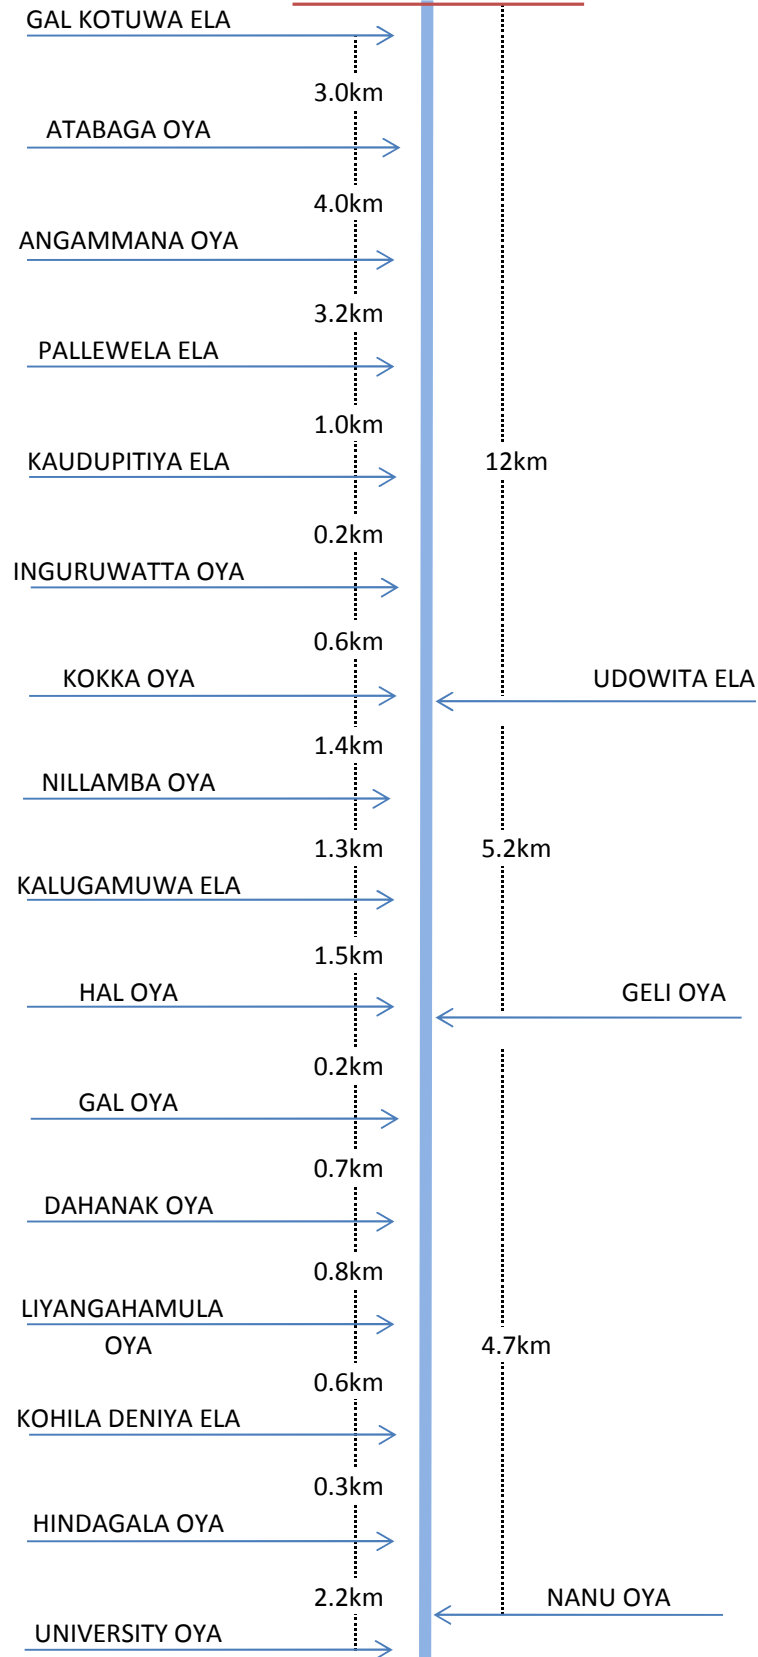 GAL KOTUWA ELA
3.0km
ATABAGA OYA
4.0km
ANGAMMANA OYA
3.2km
PALLEWELA ELA
1.0km
KAUDUPITIYA ELA
12km
0.2km
INGURUWATTA OYA
0.6km
KOKKA OYA
UDOWITA ELA
1.4km
NILLAMBA OYA
1.3km
5.2km
KALUGAMUWA ELA
1.5km
HAL OYA
GELI OYA
0.2km
GAL OYA
0.7km
DAHANAK OYA
0.8km
LIYANGAHAMULA
OYA
4.7km
0.6km
KOHILA DENIYA ELA
0.3km
HINDAGALA OYA
2.2km
NANU OYA
UNIVERSITY OYA